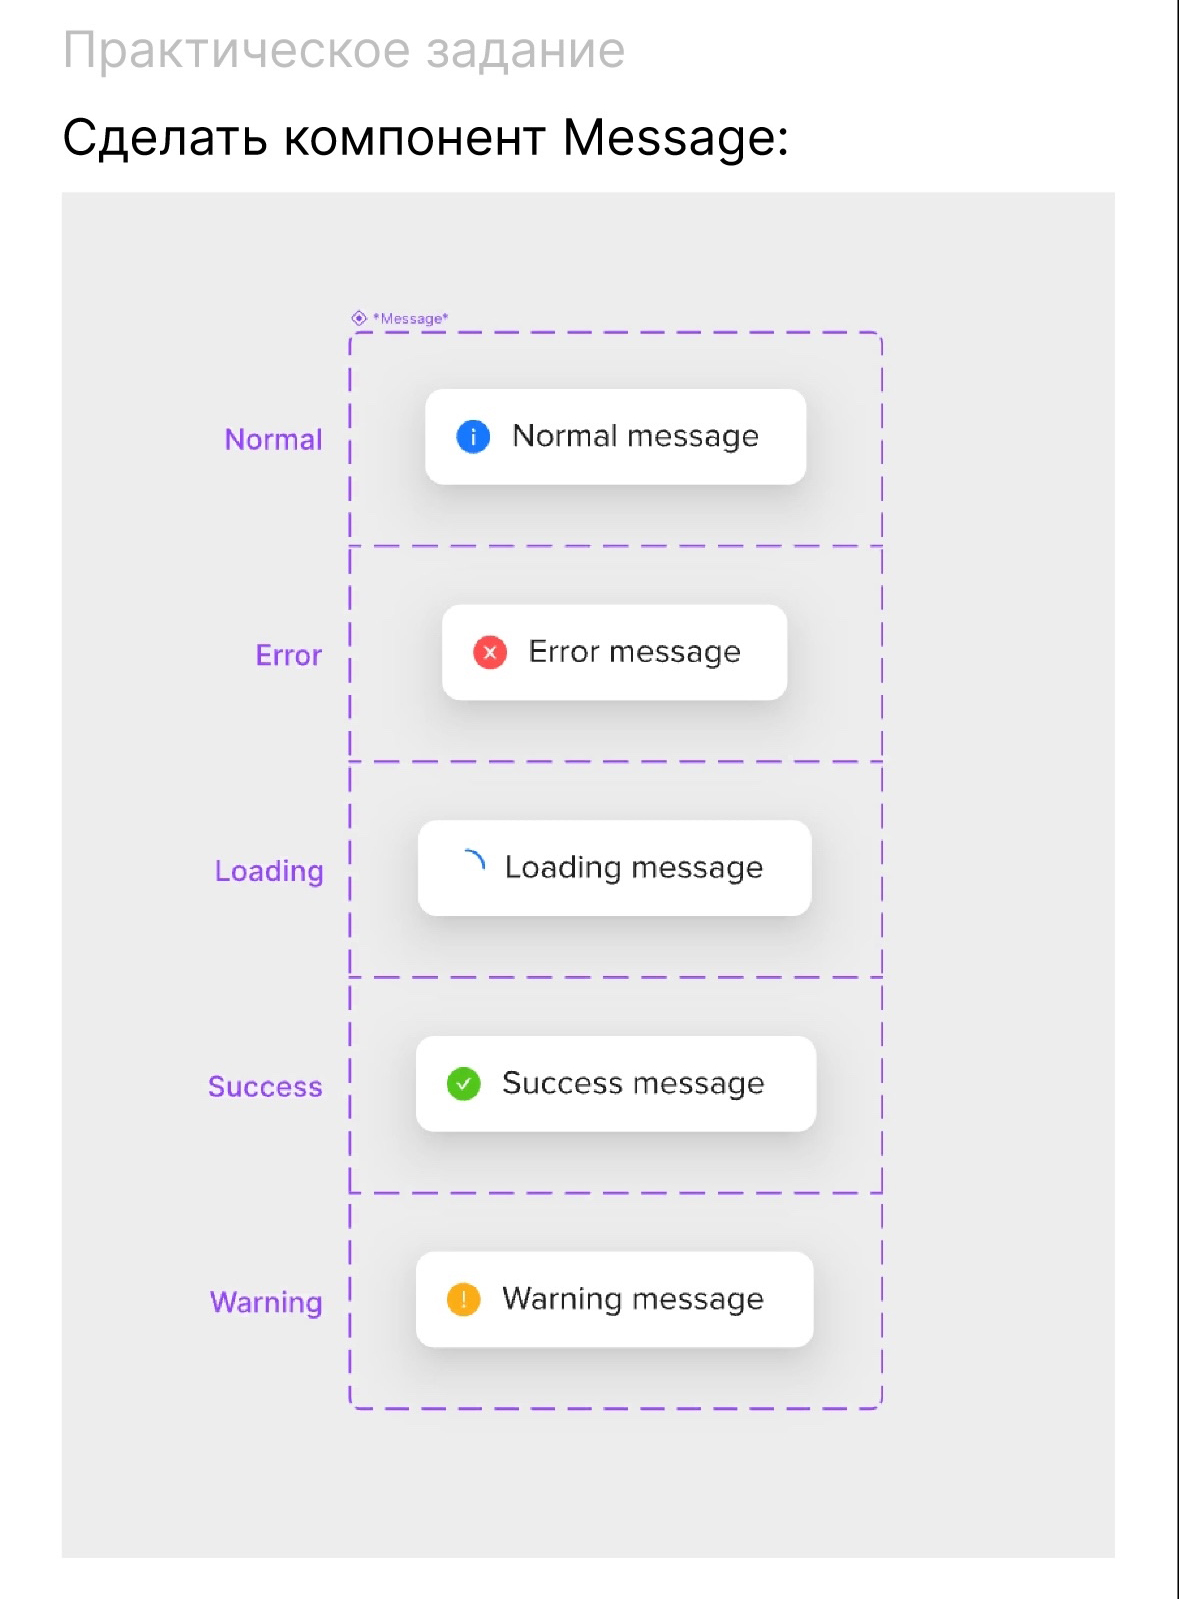 Практическое задание
Сделать компонент Message:
*Message*
Normal
Normal message
Error
Error message
Loading
Loading message
Success
Success message
Warning
Warning message